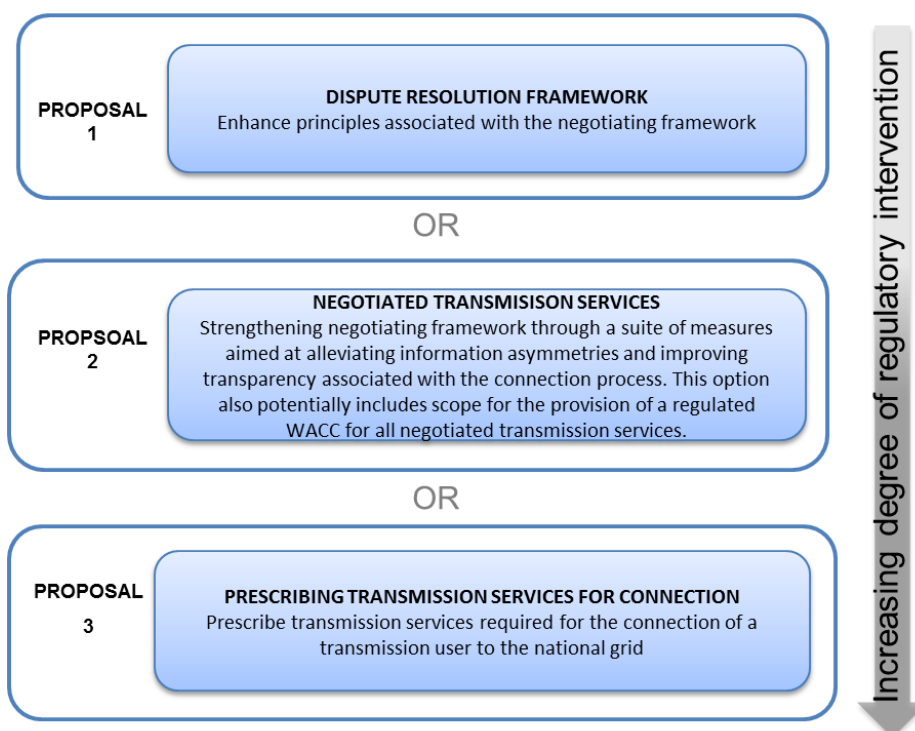 PROPOSAL
1
DISPUTE RESOLUTION FRAMEWORK
Enhance principles associated with the negotiating framework
OR
PROPSOAL
2
NEGOTIATED TRANSMISISON SERVICES
Strengthening negotiating framework through a suite of measures
aimed at alleviating information asymmetries and improving
transparency associated with the connection process. This option
also potentially includes scope for the provision of a regulated
WACC for all negotiated transmission services.
OR
PROPOSAL
3
PRESCRIBING TRANSMISSION SERVICES FOR CONNECTION
Prescribe transmission services required for the connection of a
transmission user to the national grid
Increasing degree of regulatory intervention